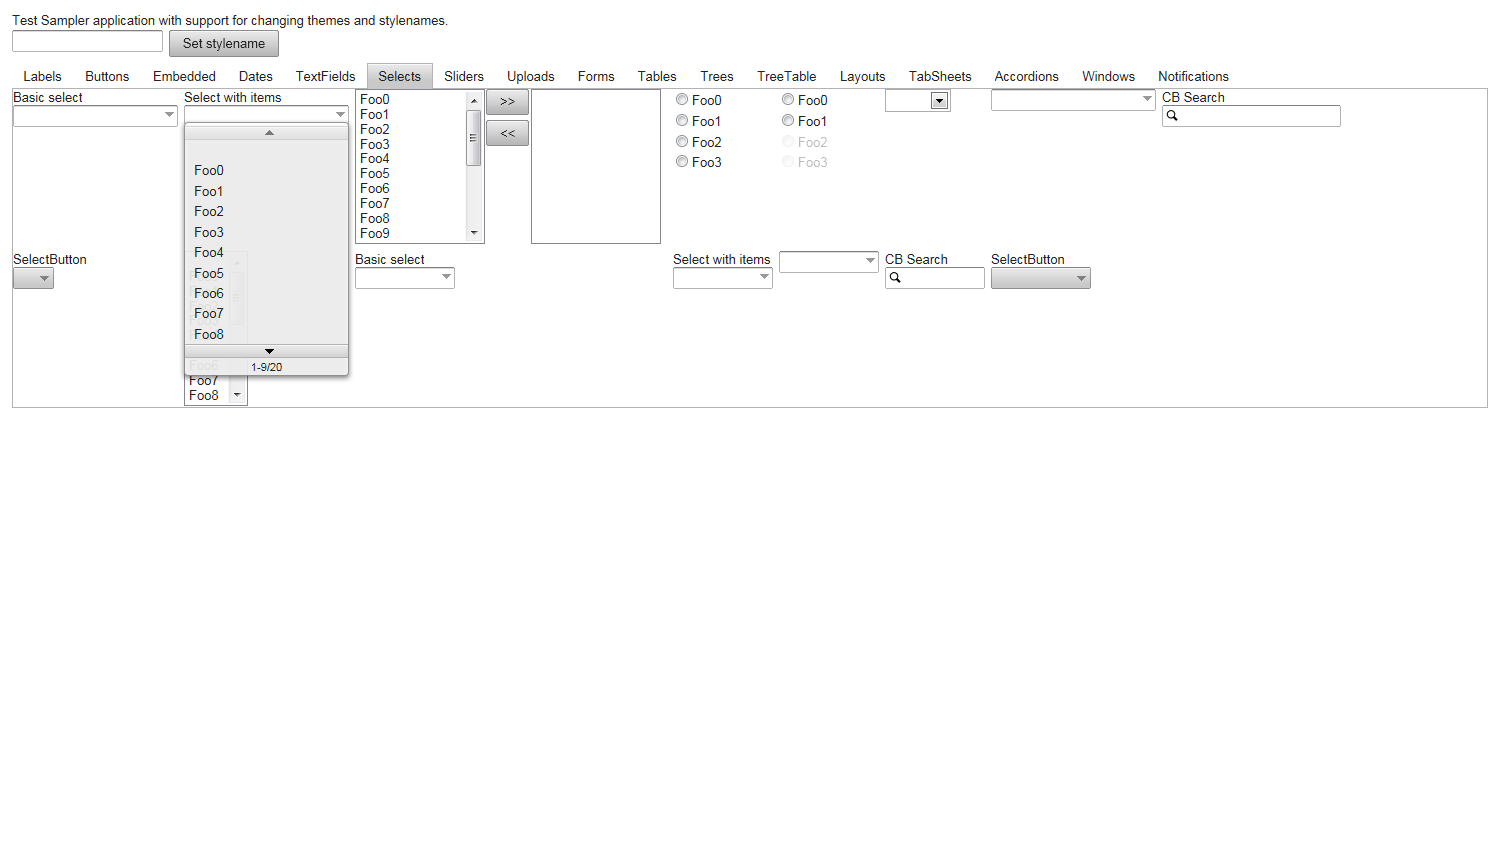 Test Sampler application with support for changing themes and stylenames.
Set stylename
Labels Buttons Embedded Dates TextFields Selects Sliders Uploads Forms Tables Trees TreeTable Layouts TabSheets Accordions Windows Notifications
Basic select
Select with items
Foo0
Foo1
Foo2
Foo3
Foo4
Foo5
Foo6
Foo7
Foo8
1-9/20
Foo0
Foo1
Foo2
Foo3
Foo4
Foo5
Foo6
Foo7
Foo8
Foo9
>>
<<
Foo0
Foo1
Foo2
Foo3
Foo0
Foo1
Foo2
Foo3
CB Search
SelectButton
Foo6
Foo7
Foo8
Basic select
Select with items
CB Search
SelectButton